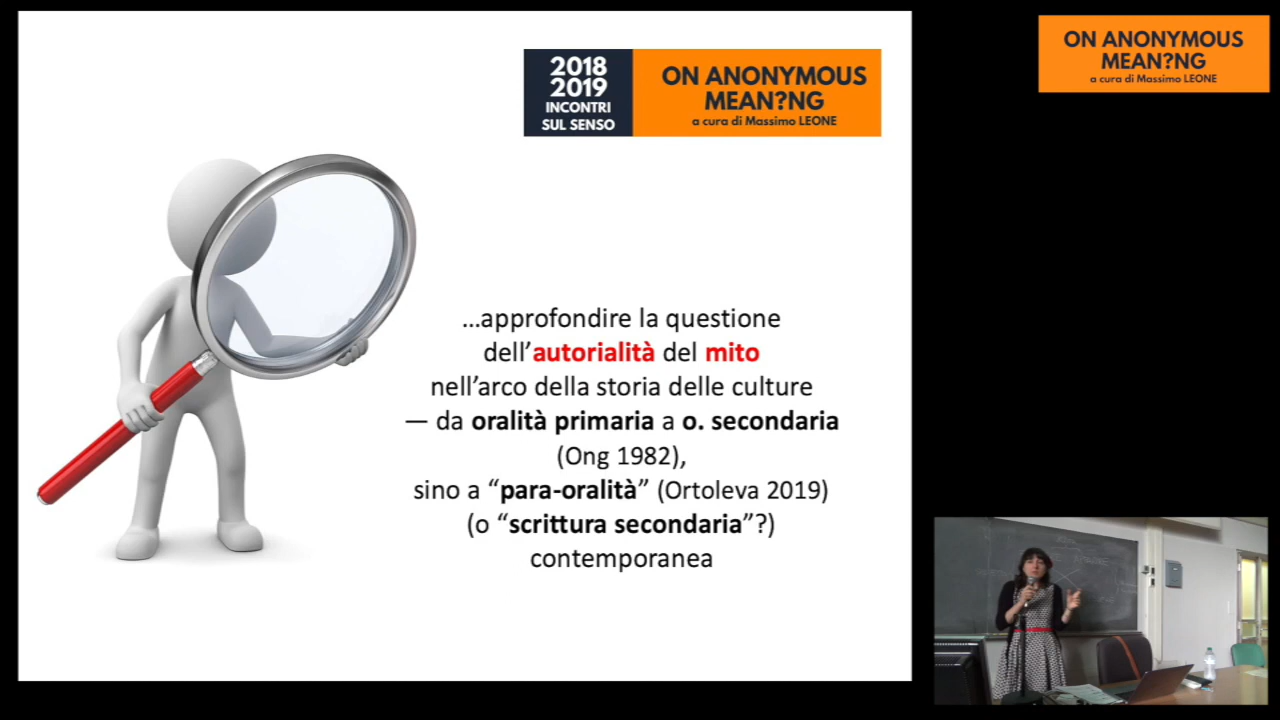 2018
2019
INCONTRI
SUL SENSO
ON ANONYMOUS
MEAN?NG
a cura di Massimo LEONE
ON ANONYMOUS
MEAN?NG
a cura di Massimo LEONE
...approfondire la questione
dell'autorialità del mito
nell'arco della storia delle culture
— da oralità primaria a o. secondaria
(Ong 1982),
sino a “para-oralità” (Ortoleva 2019)
(o “scrittura secondaria”?)
contemporanea